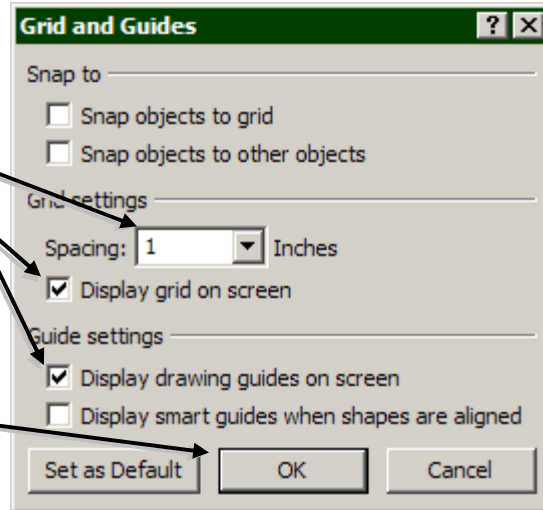 Grid and Guides
Snap to
Snap objects to grid
Snap objects to other objects
Grid settings
Spacing: 1 Inches
Display grid on screen
Guide settings
Display drawing guides on screen
Display smart guides when shapes are aligned
Set as Default OK Cancel